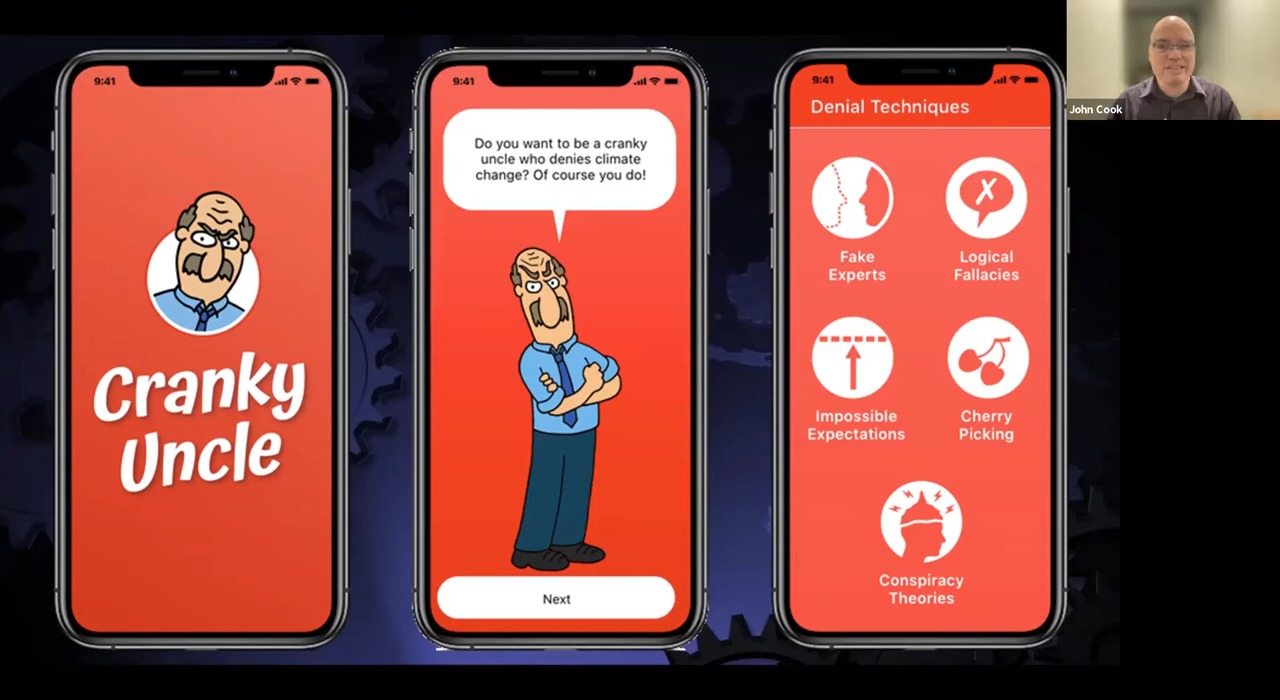 9:41
Cranky
Uncle
9:41
Do you want to be a cranky
uncle who denies climate
change? Of course you do!
Next
9:41
Denial Techniques
Fake
Experts
Logical
Fallacies
Impossible
Expectations
Cherry
Picking
Conspiracy
Theories
John Cook